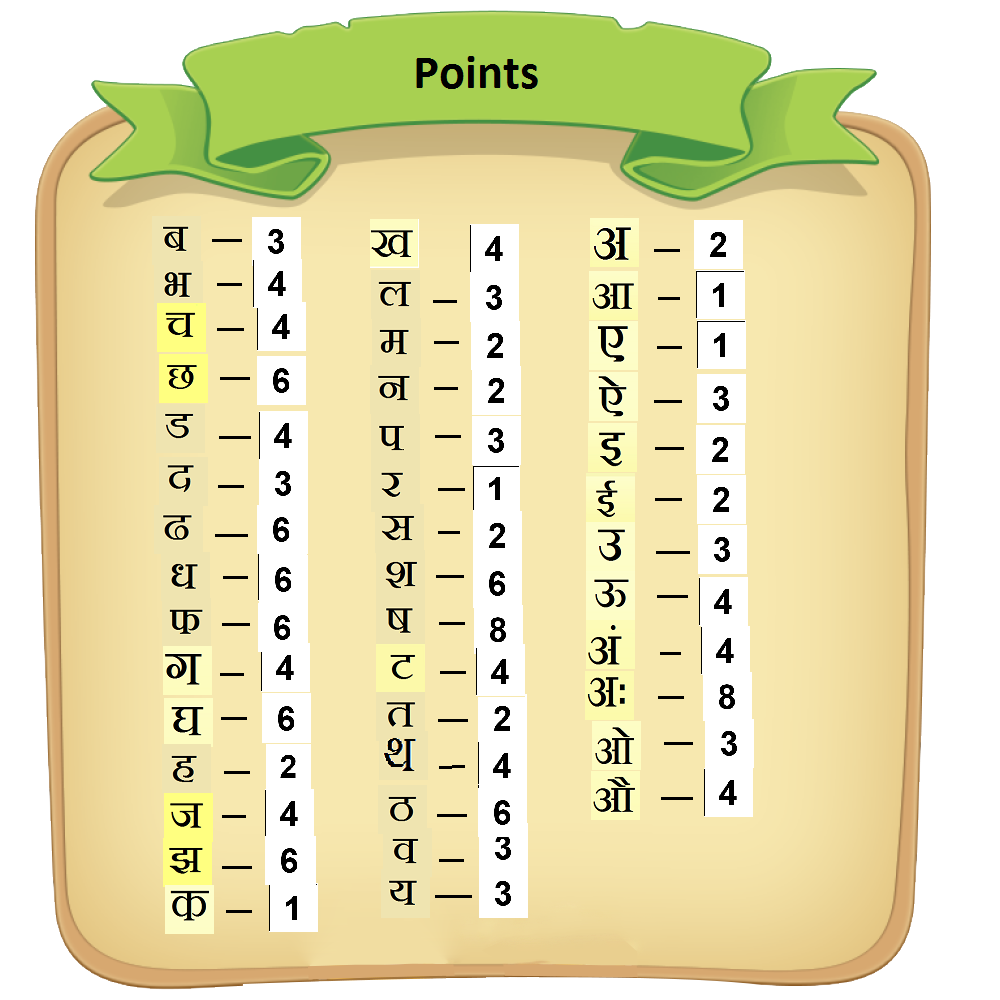 Points
ब — 3
भ — 4
च — 4
छ — 6
ड — 4
द — 3
ढ — 6
ध — 6
फ — 6
ग — 4
घ — 6
ह — 2
ज — 4
झ — 6
क — 1
ख 4
ल — 3
म — 2
न — 2
प — 3
र — 1
स — 2
श — 6
ष — 8
ट — 4
त — 2
थ — 4
ठ — 6
व — 3
य — 3
अ — 2
आ — 1
ए — 1
ऐ — 3
इ — 2
ई — 2
उ — 3
ऊ — 4
अं — 4
अः — 8
ओ — 3
औ — 4